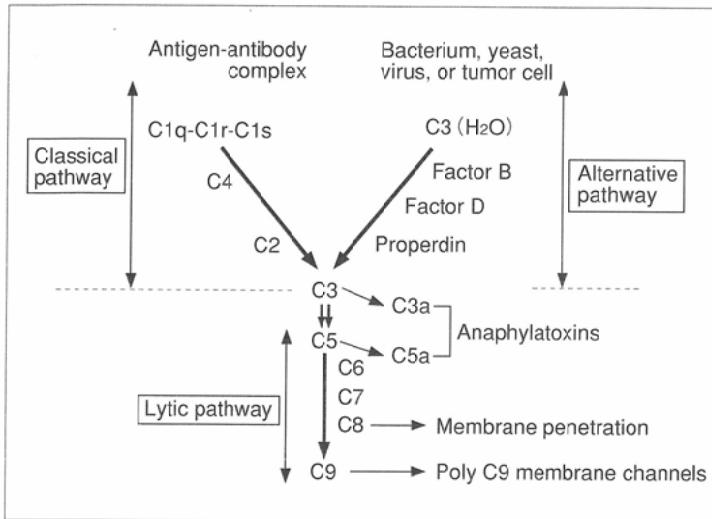 Antigen-antibody
complex
Bacterium, yeast,
virus, or tumor cell
C1q-C1r-C1s
C3 (H2O)
Classical
pathway
Alternative
pathway
C4
C2
Factor B
Factor D
Properdin
C3
C3a
Anaphylatoxins
C5
C5a
C6
C7
Lytic pathway
C8
Membrane penetration
C9
Poly C9 membrane channels